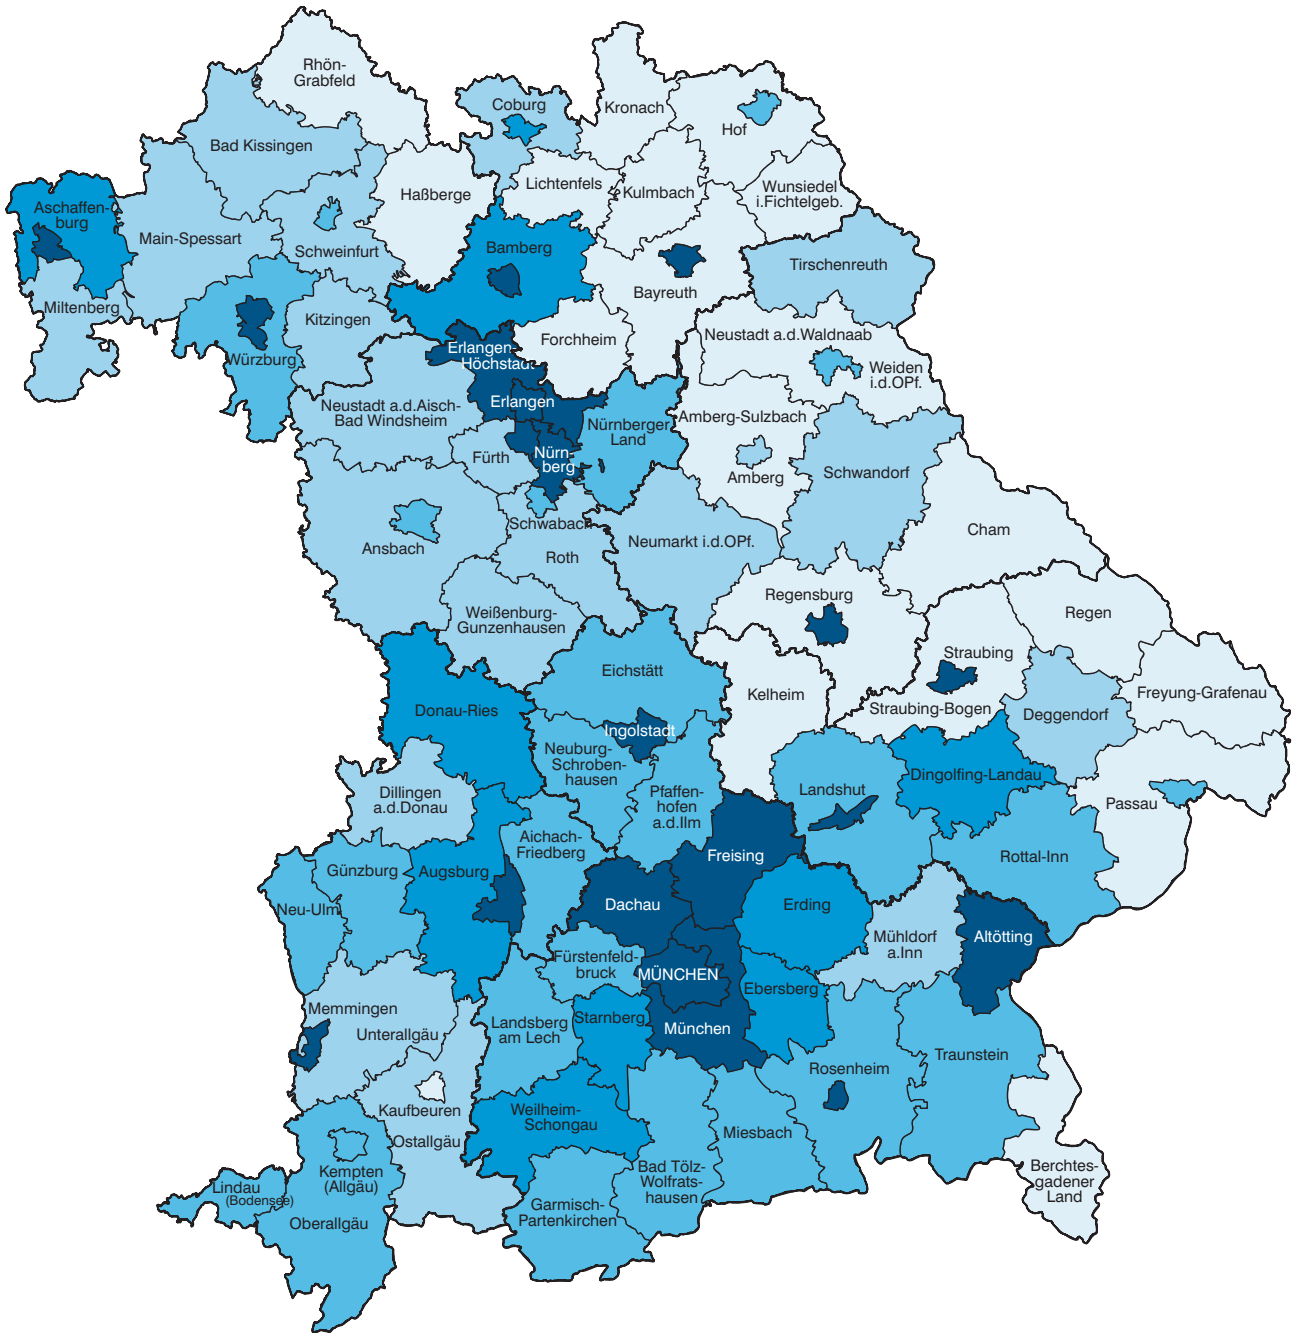 Rhön-
Grabfeld
Coburg
Kronach
Hof
Bad Kissingen
Lichtenfels
Kulmbach
Wunsiedel
i.Fichtelgeb.
Haßberge
Aschaffen-
burg
Main-Spessart
Schweinfurt
Bamberg
Tirschenreuth
Bayreuth
Miltenberg
Kitzingen
Würzburg
Forchheim
Neustadt a.d.Waldnaab
Weiden
i.d.OPf.
Erlangen-
Höchstadt
Erlangen
Neustadt a.d.Aisch-
Bad Windsheim
Nürnberger
Land
Amberg-Sulzbach
Fürth
Nürn-
berg
Amberg
Schwandorf
Schwabach
Ansbach
Roth
Neumarkt i.d.OPf.
Cham
Weißenburg-
Gunzenhausen
Regensburg
Regen
Straubing
Eichstätt
Kelheim
Freyung-Grafenau
Straubing-Bogen
Deggendorf
Donau-Ries
Ingolstadt
Neuburg-
Schroben-
hausen
Dingolfing-Landau
Dillingen
a.d.Donau
Pfaffen-
hofen
a.d.Ilm
Landshut
Passau
Aichach-
Friedberg
Freising
Rottal-Inn
Günzburg
Augsburg
Neu-Ulm
Dachau
Erding
Mühldorf
a.Inn
Altötting
Fürstenfeld-
bruck
MÜNCHEN
Ebersberg
Memmingen
Unterallgäu
Landsberg
am Lech
Starnberg
München
Traunstein
Rosenheim
Kaufbeuren
Weilheim-
Schongau
Ostallgäu
Miesbach
Kempten
(Allgäu)
Bad Tölz-
Wolfrats-
hausen
Berchtes-
gadener
Land
Lindau
(Bodensee)
Oberallgäu
Garmisch-
Partenkirchen